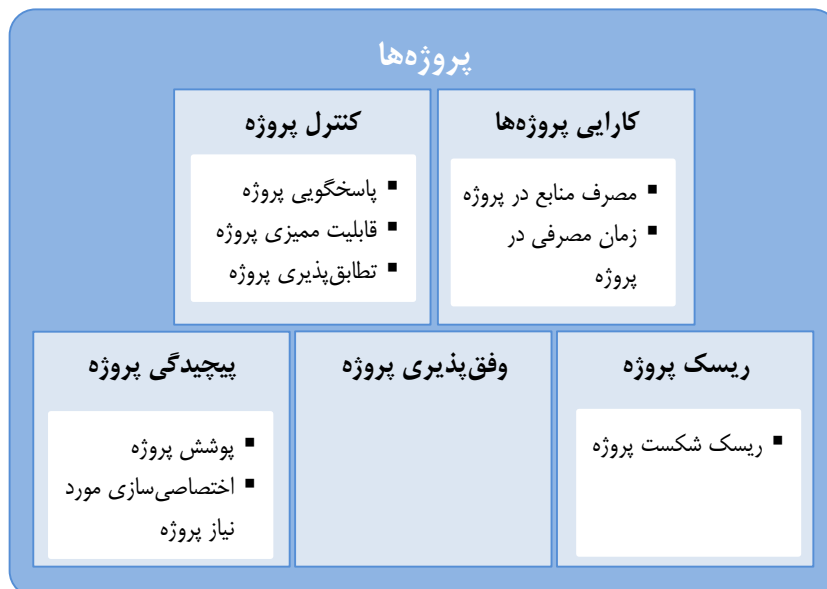 پروژه‌ها
کارایی پروژه‌ها
▪ مصرف منابع در پروژه
▪ زمان مصرفی در
پروژه
کنترل پروژه
▪ پاسخگویی پروژه
▪ قابلیت ممیزی پروژه
▪ تطابق‌پذیری پروژه
ریسک پروژه
▪ ریسک شکست پروژه
وفق‌پذیری پروژه
پیچیدگی پروژه
▪ پوشش پروژه
▪ اختصاصی‌سازی مورد
نیاز پروژه